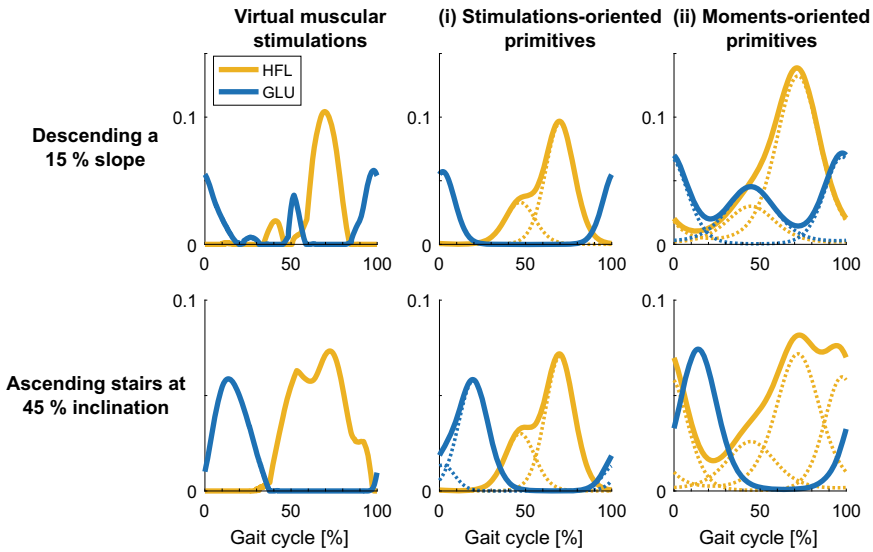 Virtual muscular
stimulations
(i) Stimulations-oriented
primitives
(ii) Moments-oriented
primitives
Descending a
15 % slope
HFL
GLU
0.1
0
0 50 100
0.1
0
0 50 100
0.1
0
0 50 100
Ascending stairs at
45 % inclination
0.1
0
0 50 100
Gait cycle [%]
0.1
0
0 50 100
Gait cycle [%]
0.1
0
0 50 100
Gait cycle [%]